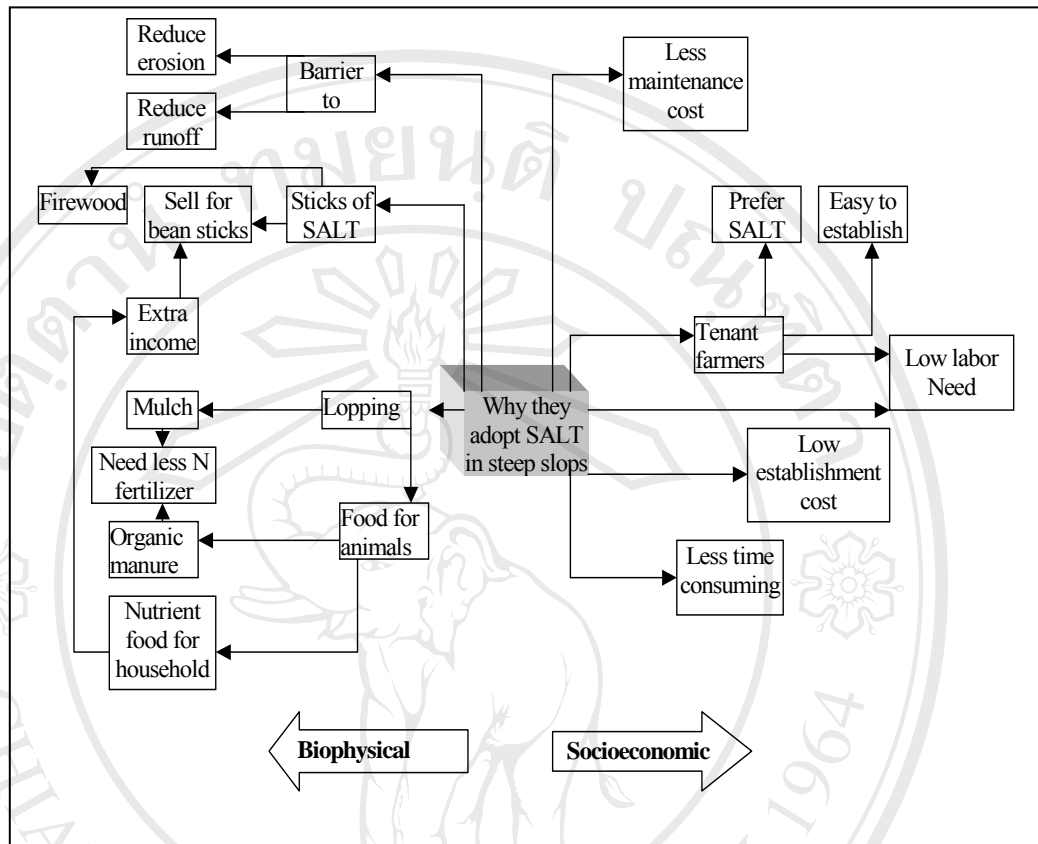 Reduce
erosion
Barrier
to
Reduce
runoff
Less
maintenance
cost
Firewood
Sell for
bean sticks
Sticks of
SALT
Prefer
SALT
Easy to
establish
Extra
income
Tenant
farmers
Low labor
Need
Mulch
Lopping
Why they
adopt SALT
in steep slops
Need less N
fertilizer
Low
establishment
cost
Organic
manure
Food for
animals
Less time
consuming
Nutrient
food for
household
Biophysical
Socioeconomic
1964